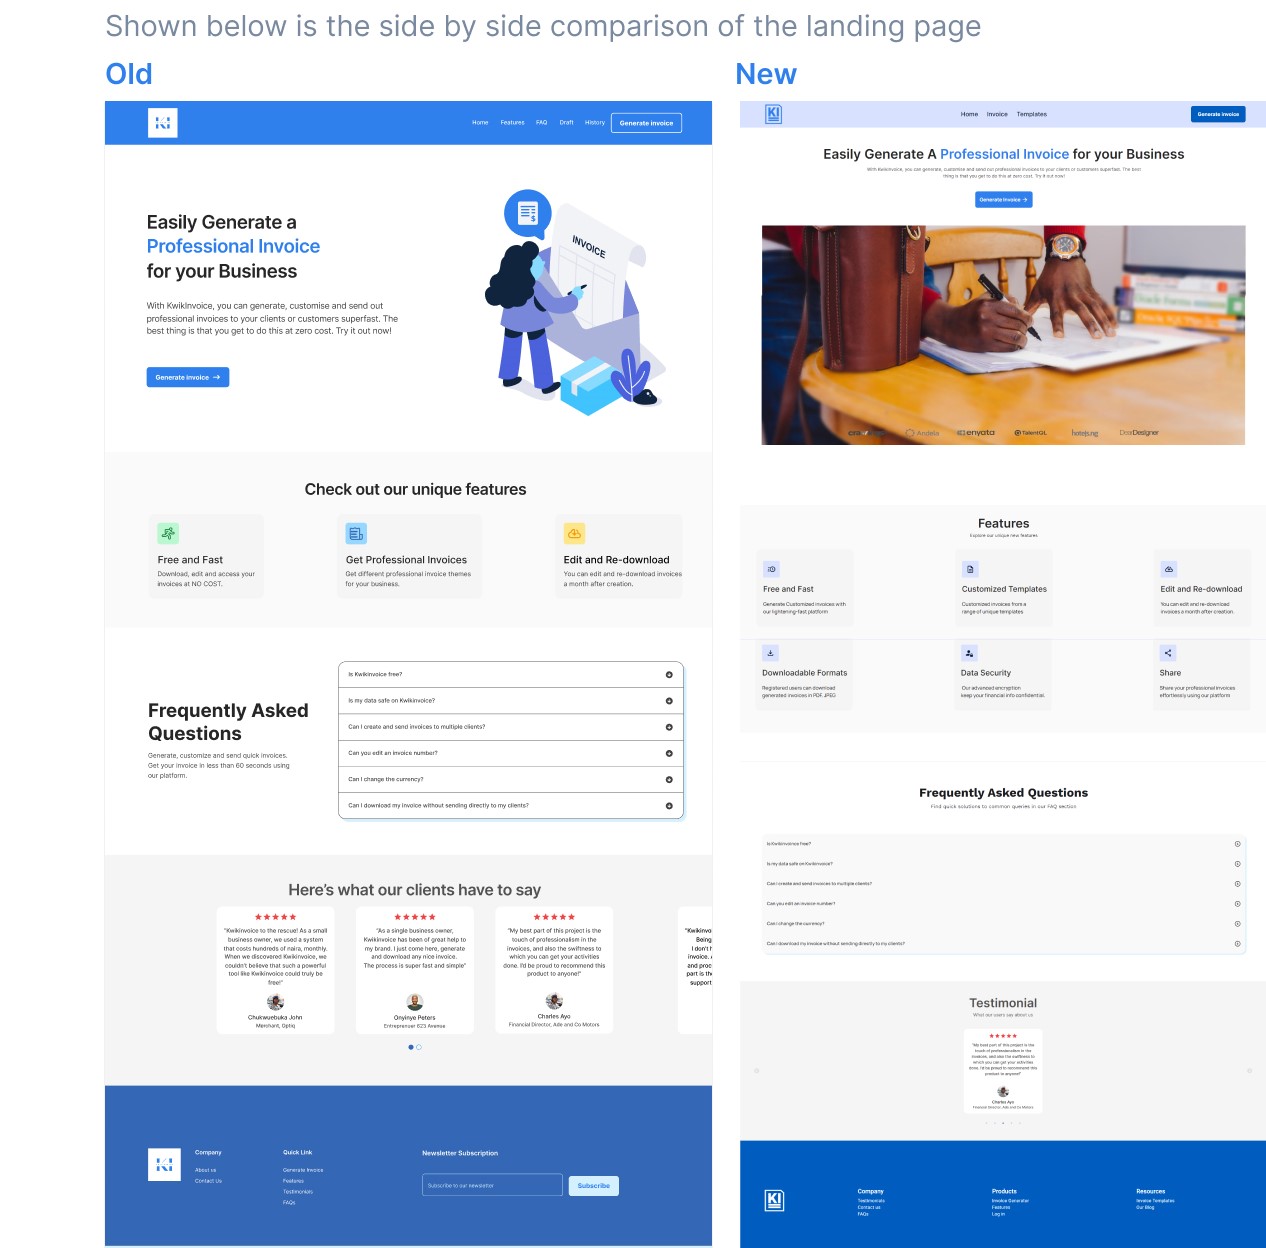 Shown below is the side by side comparison of the landing page
Old
KI
Home Features FAQ Draft History Generate invoice
Easily Generate a
Professional Invoice
for your Business
With KwikInvoice, you can generate, customise and send out
professional invoices to your clients or customers superfast. The
best thing is that you get to do this at zero cost. Try it out now!
Generate invoice →
INVOICE
$
Check out our unique features
Free and Fast
Download, edit and access your
invoices at NO COST.
Get Professional Invoices
Get different professional invoice themes
for your business.
Edit and Re-download
You can edit and re-download invoices
a month after creation.
Frequently Asked
Questions
Generate, customize and send quick invoices.
Get your invoice in less than 60 seconds using
our platform.
Is Kwikinvoice free?
Is my data safe on Kwikinvoice?
Can I create and send invoices to multiple clients?
Can you edit an invoice number?
Can I change the currency?
Can I download my invoice without sending directly to my clients?
Here's what our clients have to say
"Kwikinvoice to the rescue! As a small
business owner, we used a system
that costs hundreds of naira, monthly.
When we discovered Kwikinvoice, we
couldn't believe that such a powerful
tool like Kwikinvoice could truly be
free!"
Chukwuebuka John
Merchant, Optiq
"As a single business owner,
Kwikinvoice has been of great help to
my brand. I just come here, generate
and download any nice invoice.
The process is super fast and simple"
Onyinye Peters
Entreprenuer 623 Avenue
"My best part of this project is the
touch of professionalism in the
invoices, and also the swiftness to
which you can get your activities
done. I'd be proud to recommend this
product to anyone!"
Charles Ayo
Financial Director, Ade and Co Motors
"Kwikinvo
Being
I don't h
invoice. A
and proc
part is the
support
KI
Company
About us
Contact Us
Quick Link
Generate Invoice
Features
Testimonials
FAQs
Newsletter Subscription
Subscribe to our newsletter
Subscribe
New
KI
Home Invoice Templates
Generate invoice
Easily Generate A Professional Invoice for your Business
With KwikInvoice, you can generate, customise and send out professional invoices to your clients or customers superfast. The best
thing is that you get to do this at zero cost. Try it out now!
Generate Invoice →
Andela enyata TalentQL hotels.ng DearDesigner
Features
Explore our unique new features
Free and Fast
Generate Customized invoices with
our lightening-fast platform
Customized Templates
Customized invoices from a
range of unique templates
Edit and Re-download
You can edit and re-download
invoices a month after creation.
Downloadable Formats
Registered users can download
generated invoices in PDF, JPEG
Data Security
Our advanced encryption
keep your financial info confidential.
Share
Share your professional invoices
effortlessly using our platform
Frequently Asked Questions
Find quick solutions to common queries in our FAQ section
Is Kwikinvoince free?
Is my data safe on Kwikinvoice?
Can I create and send invoices to multiple clients?
Can you edit an invoice number?
Can I change the currency?
Can I download my invoice without sending directly to my clients?
Testimonial
What our users say about us
"My best part of this project is the
touch of professionalism in the
invoices, and also the swiftness to
which you can get your activities
done. I'd be proud to recommend this
product to anyone!"
Charles Ayo
Financial Director, Ade and Co Motors
KI
Company
Testimonials
Contact us
FAQs
Products
Invoice Generator
Features
Log in
Resources
Invoice Templates
Our Blog